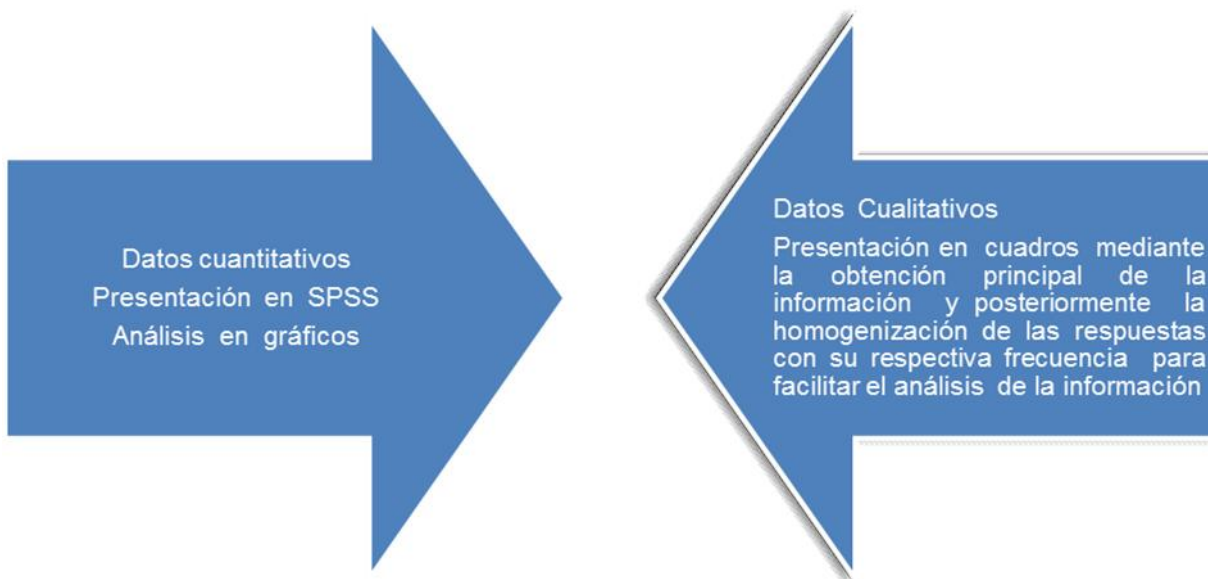 Datos cuantitativos
Presentación en SPSS
Análisis en gráficos
Datos Cualitativos
Presentación en cuadros mediante
la obtención principal de la
información y posteriormente la
homogenización de las respuestas
con su respectiva frecuencia para
facilitar el análisis de la información